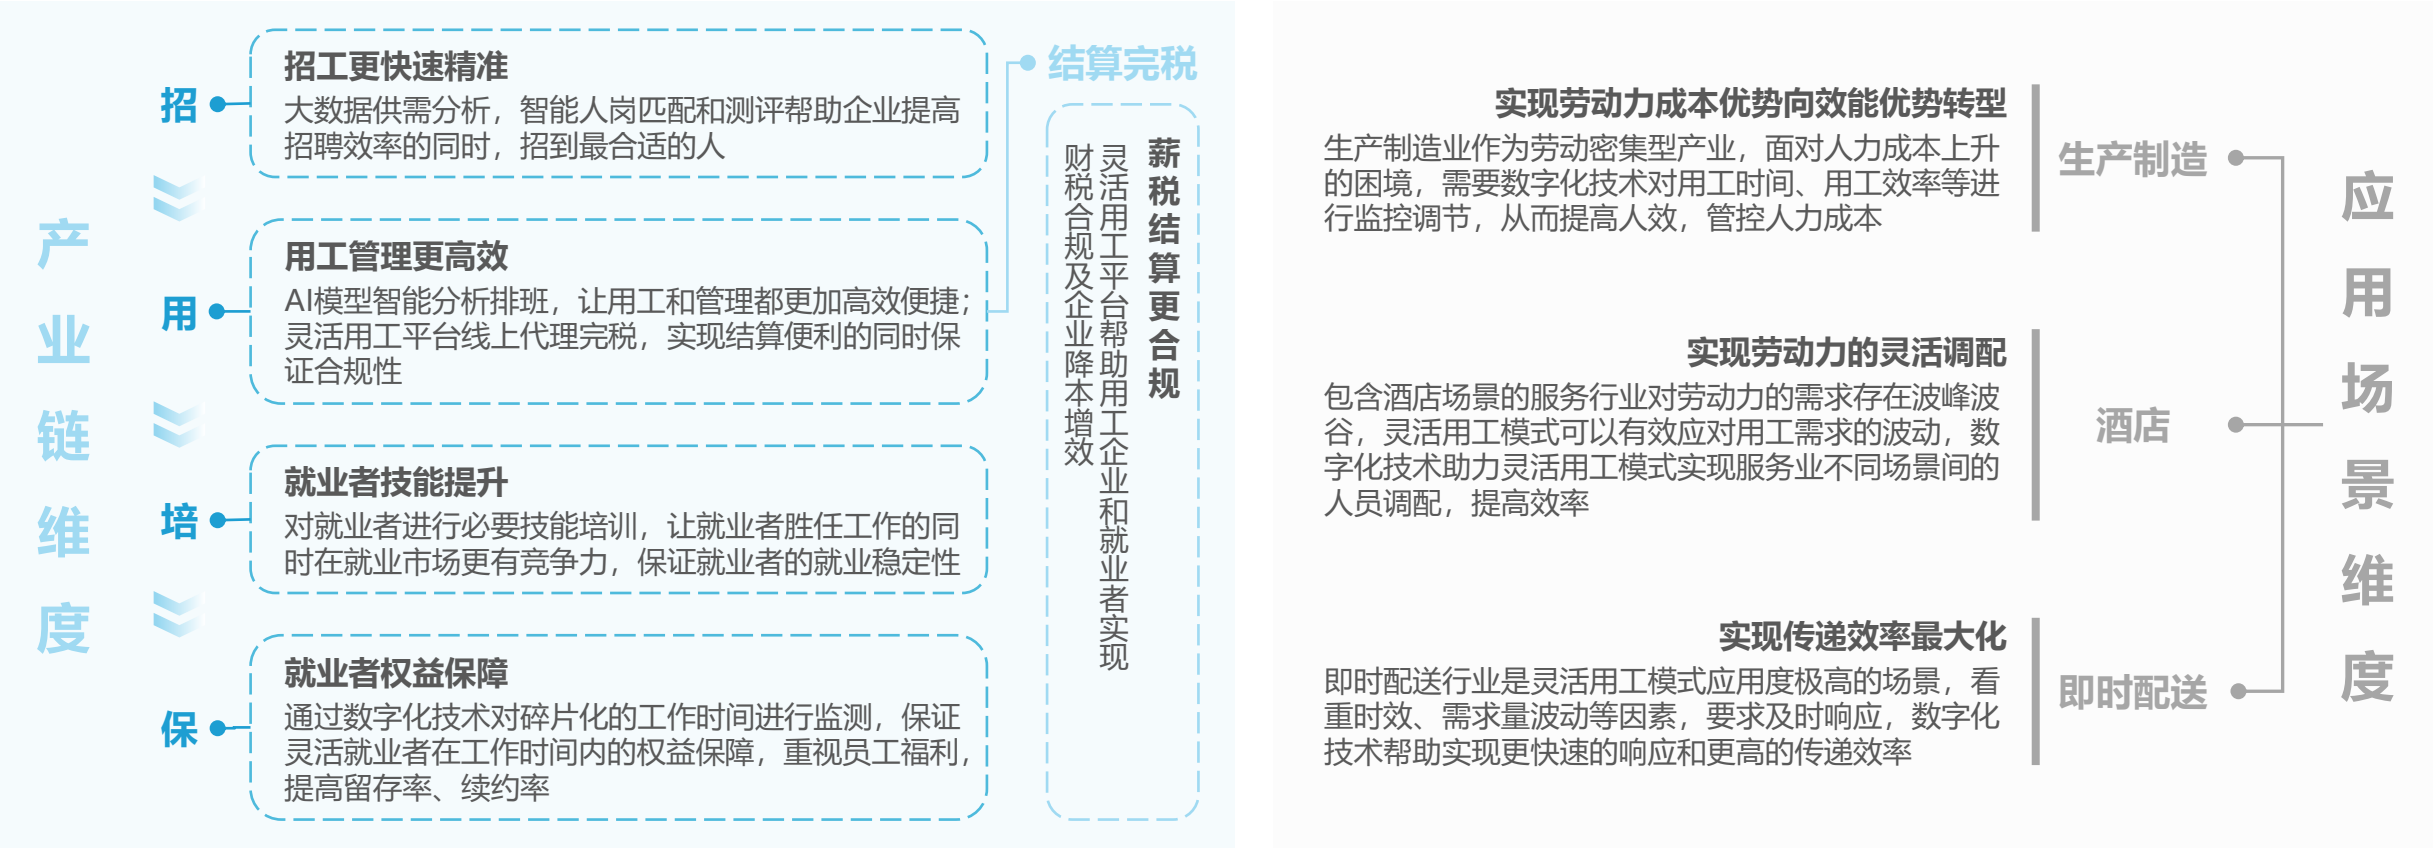 产业链维度
招
招工更快速精准
大数据供需分析，智能人岗匹配和测评帮助企业提高
招聘效率的同时，招到最合适的人
用
用工管理更高效
AI模型智能分析排班，让用工和管理都更加高效便捷；
灵活用工平台线上代理完税，实现结算便利的同时保
证合规性
培
就业者技能提升
对就业者进行必要技能培训，让就业者胜任工作的同
时在就业市场更有竞争力，保证就业者的就业稳定性
保
就业者权益保障
通过数字化技术对碎片化的工作时间进行监测，保证
灵活就业者在工作时间内的权益保障，重视员工福利，
提高留存率、续约率
结算完税
薪税结算更合规
灵活用工平台帮助用工企业和就业者实现
财税合规及企业降本增效
实现劳动力成本优势向效能优势转型
生产制造业作为劳动密集型产业，面对人力成本上升
的困境，需要数字化技术对用工时间、用工效率等进
行监控调节，从而提高人效，管控人力成本
生产制造
实现劳动力的灵活调配
包含酒店场景的服务行业对劳动力的需求存在波峰波
谷，灵活用工模式可以有效应对用工需求的波动，数
字化技术助力灵活用工模式实现服务业不同场景间的
人员调配，提高效率
酒店
实现传递效率最大化
即时配送行业是灵活用工模式应用度极高的场景，看
重时效、需求量波动等因素，要求及时响应，数字化
技术帮助实现更快速的响应和更高的传递效率
即时配送
应用场景维度